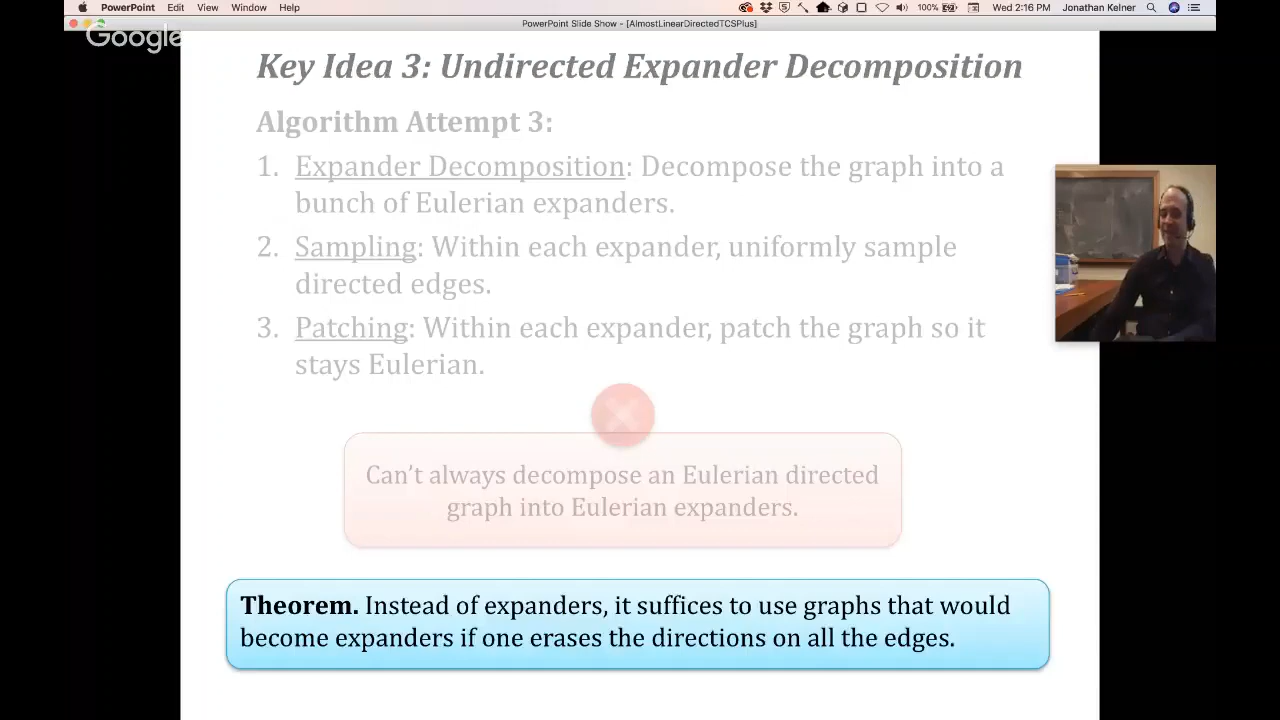 PowerPoint Edit View Window Help 100% Wed 2:16 PM Jonathan Kelner
PowerPoint Slide Show - [AlmostLinearDirectedTCSPlus]
Google
Key Idea 3: Undirected Expander Decomposition
Algorithm Attempt 3:
1. Expander Decomposition: Decompose the graph into a
bunch of Eulerian expanders.
2. Sampling: Within each expander, uniformly sample
directed edges.
3. Patching: Within each expander, patch the graph so it
stays Eulerian.
Can't always decompose an Eulerian directed
graph into Eulerian expanders.
Theorem. Instead of expanders, it suffices to use graphs that would
become expanders if one erases the directions on all the edges.